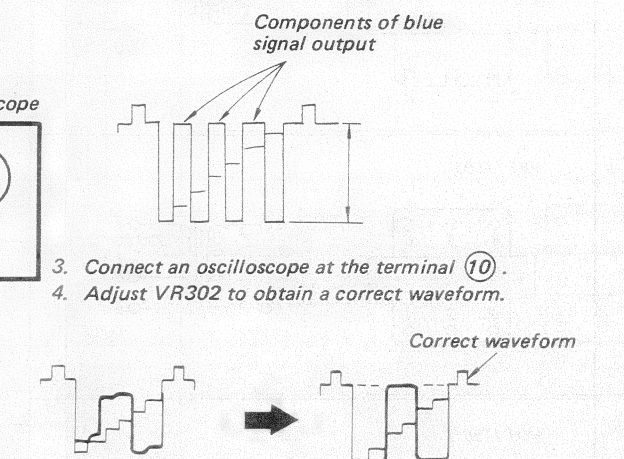 Components of blue
signal output
cope
3. Connect an oscilloscope at the terminal 10 .
4. Adjust VR302 to obtain a correct waveform.
Correct waveform